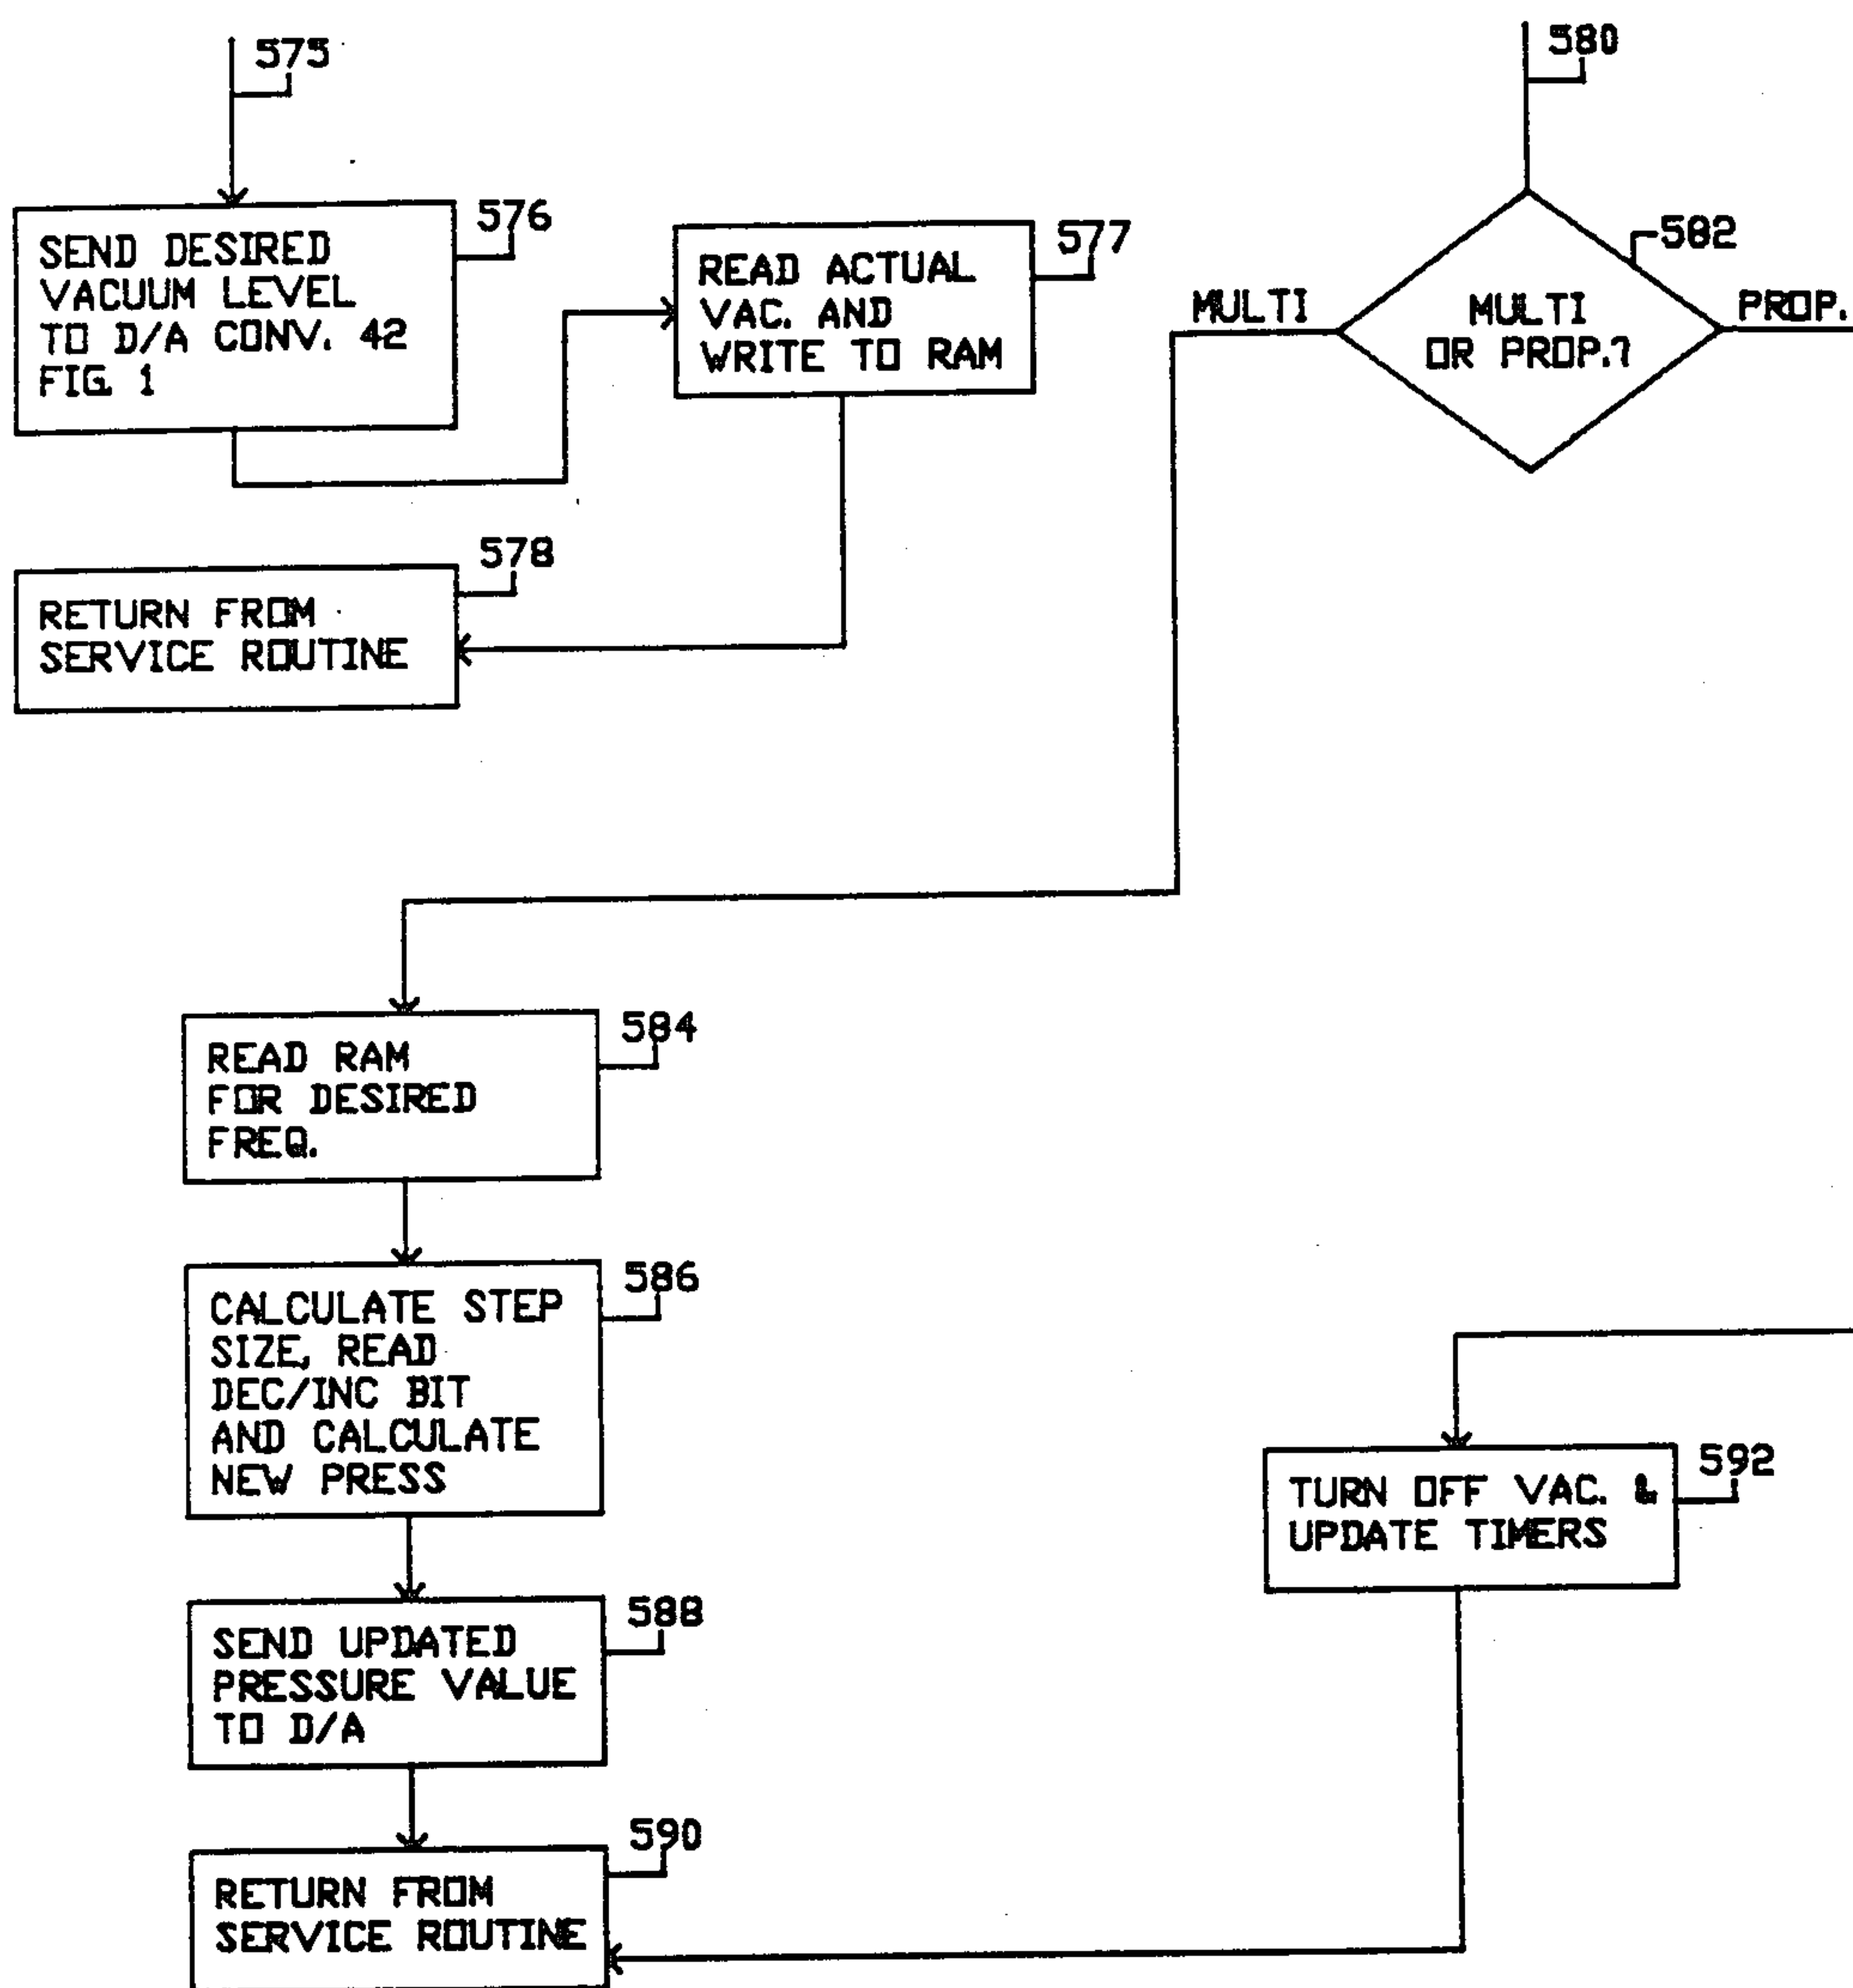 575
576
SEND DESIRED
VACUUM LEVEL
TO D/A CONV. 42
FIG. 1
577
READ ACTUAL
VAC. AND
WRITE TO RAM
578
RETURN FROM
SERVICE ROUTINE
580
582
MULTI
MULTI
OR PROP.?
PROP.
584
READ RAM
FOR DESIRED
FREQ.
586
CALCULATE STEP
SIZE, READ
DEC/INC BIT
AND CALCULATE
NEW PRESS
588
SEND UPDATED
PRESSURE VALUE
TO D/A
590
RETURN FROM
SERVICE ROUTINE
592
TURN OFF VAC. &
UPDATE TIMERS